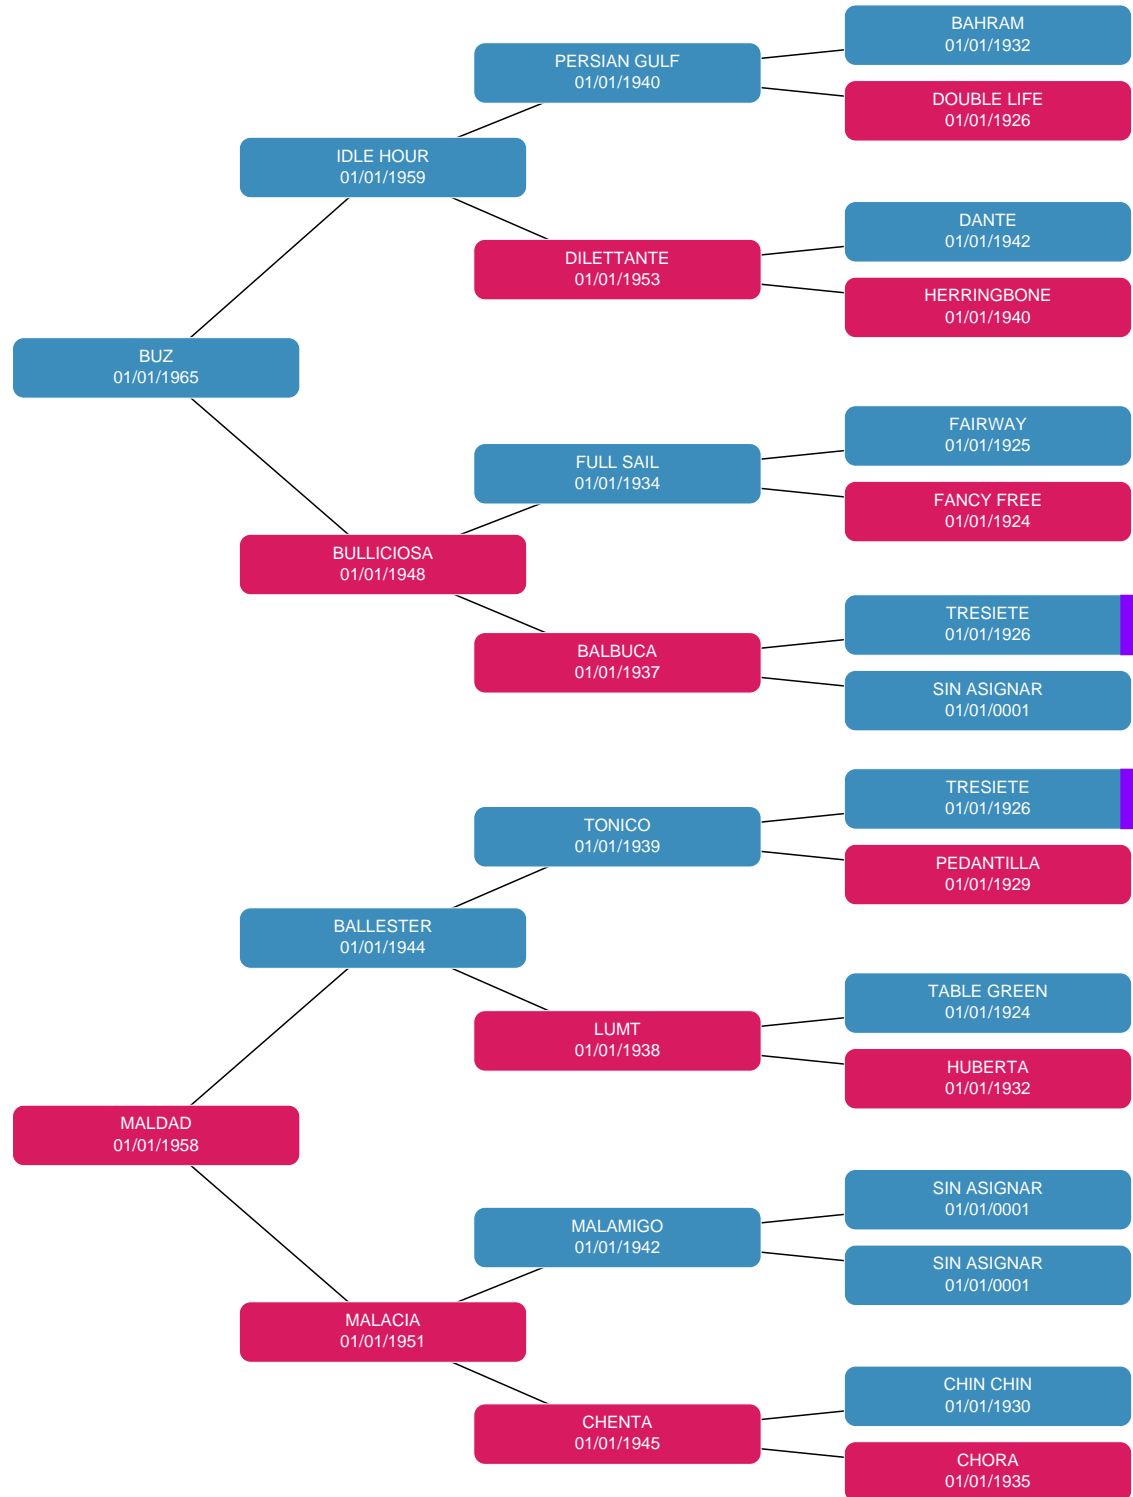 BAHRAM
01/01/1932
PERSIAN GULF
01/01/1940
DOUBLE LIFE
01/01/1926
IDLE HOUR
01/01/1959
DANTE
01/01/1942
DILETTANTE
01/01/1953
HERRINGBONE
01/01/1940
BUZ
01/01/1965
FAIRWAY
01/01/1925
FULL SAIL
01/01/1934
FANCY FREE
01/01/1924
BULLICIOSA
01/01/1948
TRESIETE
01/01/1926
BALBUCA
01/01/1937
SIN ASIGNAR
01/01/0001
TRESIETE
01/01/1926
TONICO
01/01/1939
PEDANTILLA
01/01/1929
BALLESTER
01/01/1944
TABLE GREEN
01/01/1924
LUMT
01/01/1938
HUBERTA
01/01/1932
MALDAD
01/01/1958
SIN ASIGNAR
01/01/0001
MALAMIGO
01/01/1942
SIN ASIGNAR
01/01/0001
MALACIA
01/01/1951
CHIN CHIN
01/01/1930
CHENTA
01/01/1945
CHORA
01/01/1935